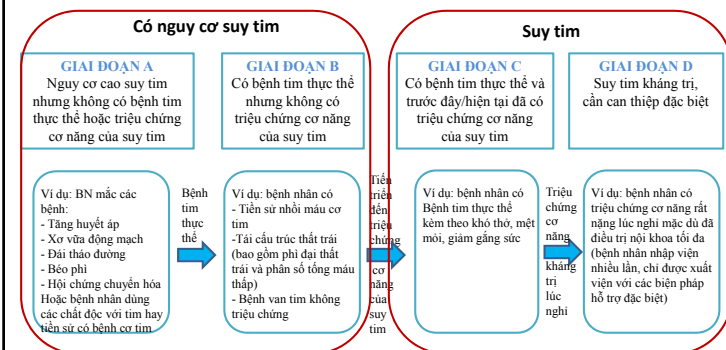 Có nguy cơ suy tim
Suy tim
GIAI ĐOẠN A
Nguy cơ cao suy tim
nhưng không có bệnh tim
thực thể hoặc triệu chứng
cơ năng của suy tim
GIAI ĐOẠN B
Có bệnh tim thực thể
nhưng không có
triệu chứng cơ năng
của suy tim
GIAI ĐOẠN C
Có bệnh tim thực thể và
trước đây/hiện tại đã có
triệu chứng cơ năng
của suy tim
GIAI ĐOẠN D
Suy tim kháng trị,
cần can thiệp đặc biệt
Ví dụ: BN mắc các
bệnh:
- Tăng huyết áp
- Xơ vữa động mạch
- Đái tháo đường
- Béo phì
- Hội chứng chuyển hóa
Hoặc bệnh nhân dùng
các chất độc với tim hay
tiền sử có bệnh cơ tim
Bệnh
tim
thực
thể
Ví dụ: bệnh nhân có
- Tiền sử nhồi máu cơ
tim
-Tái cấu trúc thất trái
(bao gồm phì đại thất
trái và phân số tống máu
thấp)
- Bệnh van tim không
triệu chứng
Tiến
triển
đến
triệu
chứng
cơ
năng
của
suy
tim
Ví dụ: bệnh nhân có
Bệnh tim thực thể
kèm theo khó thở, mệt
mỏi, giảm gắng sức
Triệu
chứng
cơ
năng
kháng
trị
lúc
nghỉ
Ví dụ: bệnh nhân có
triệu chứng cơ năng rất
nặng lúc nghỉ mặc dù đã
điều trị nội khoa tối đa
(bệnh nhân nhập viện
nhiều lần, chỉ được xuất
viện với các biện pháp
hỗ trợ đặc biệt)